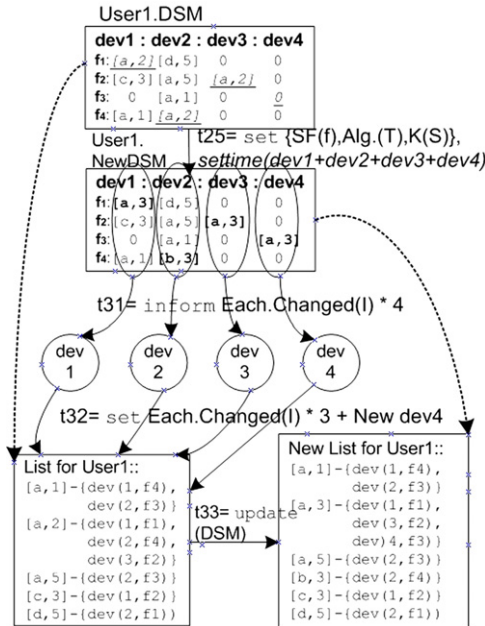 User1.DSM
dev1 : dev2 : dev3 : dev4
f1: [a,2] [d,5] 0 0
f2: [c,3] [a,5] [a,2] 0
f3: 0 [a,1] 0 0
f4: [a,1] [a,2] 0 0
User1.
NewDSM
t25= set {SF(f),Alg.(T),K(S)},
settime(dev1+dev2+dev3+dev4)
dev1 : dev2 : dev3 : dev4
f1: [a,3] [d,5] 0 0
f2: [c,3] [a,5] [a,3] 0
f3: 0 [a,1] 0 [a,3]
f4: [a,1] [b,3] 0 0
t31= inform Each.Changed(I) * 4
dev
1
dev
2
dev
3
dev
4
t32= set Each.Changed(I) * 3 + New dev4
List for User1::
[a,1]-{dev(1,f4),
dev(2,f3)}
[a,2]-{dev(1,f1),
dev(2,f4),
dev(3,f2)}
[a,5]-{dev(2,f3)}
[c,3]-{dev(1,f2)}
[d,5]-{dev(2,f1))
t33= update
(DSM)
New List for User1::
[a,1]-{dev(1,f4),
dev(2,f3)}
[a,3]-{dev(1,f1),
dev(3,f2),
dev)4,f3)}
[a,5]-{dev(2,f3)}
[b,3]-{dev(2,f4)}
[c,3]-{dev(1,f2)}
[d,5]-{dev(2,f1))